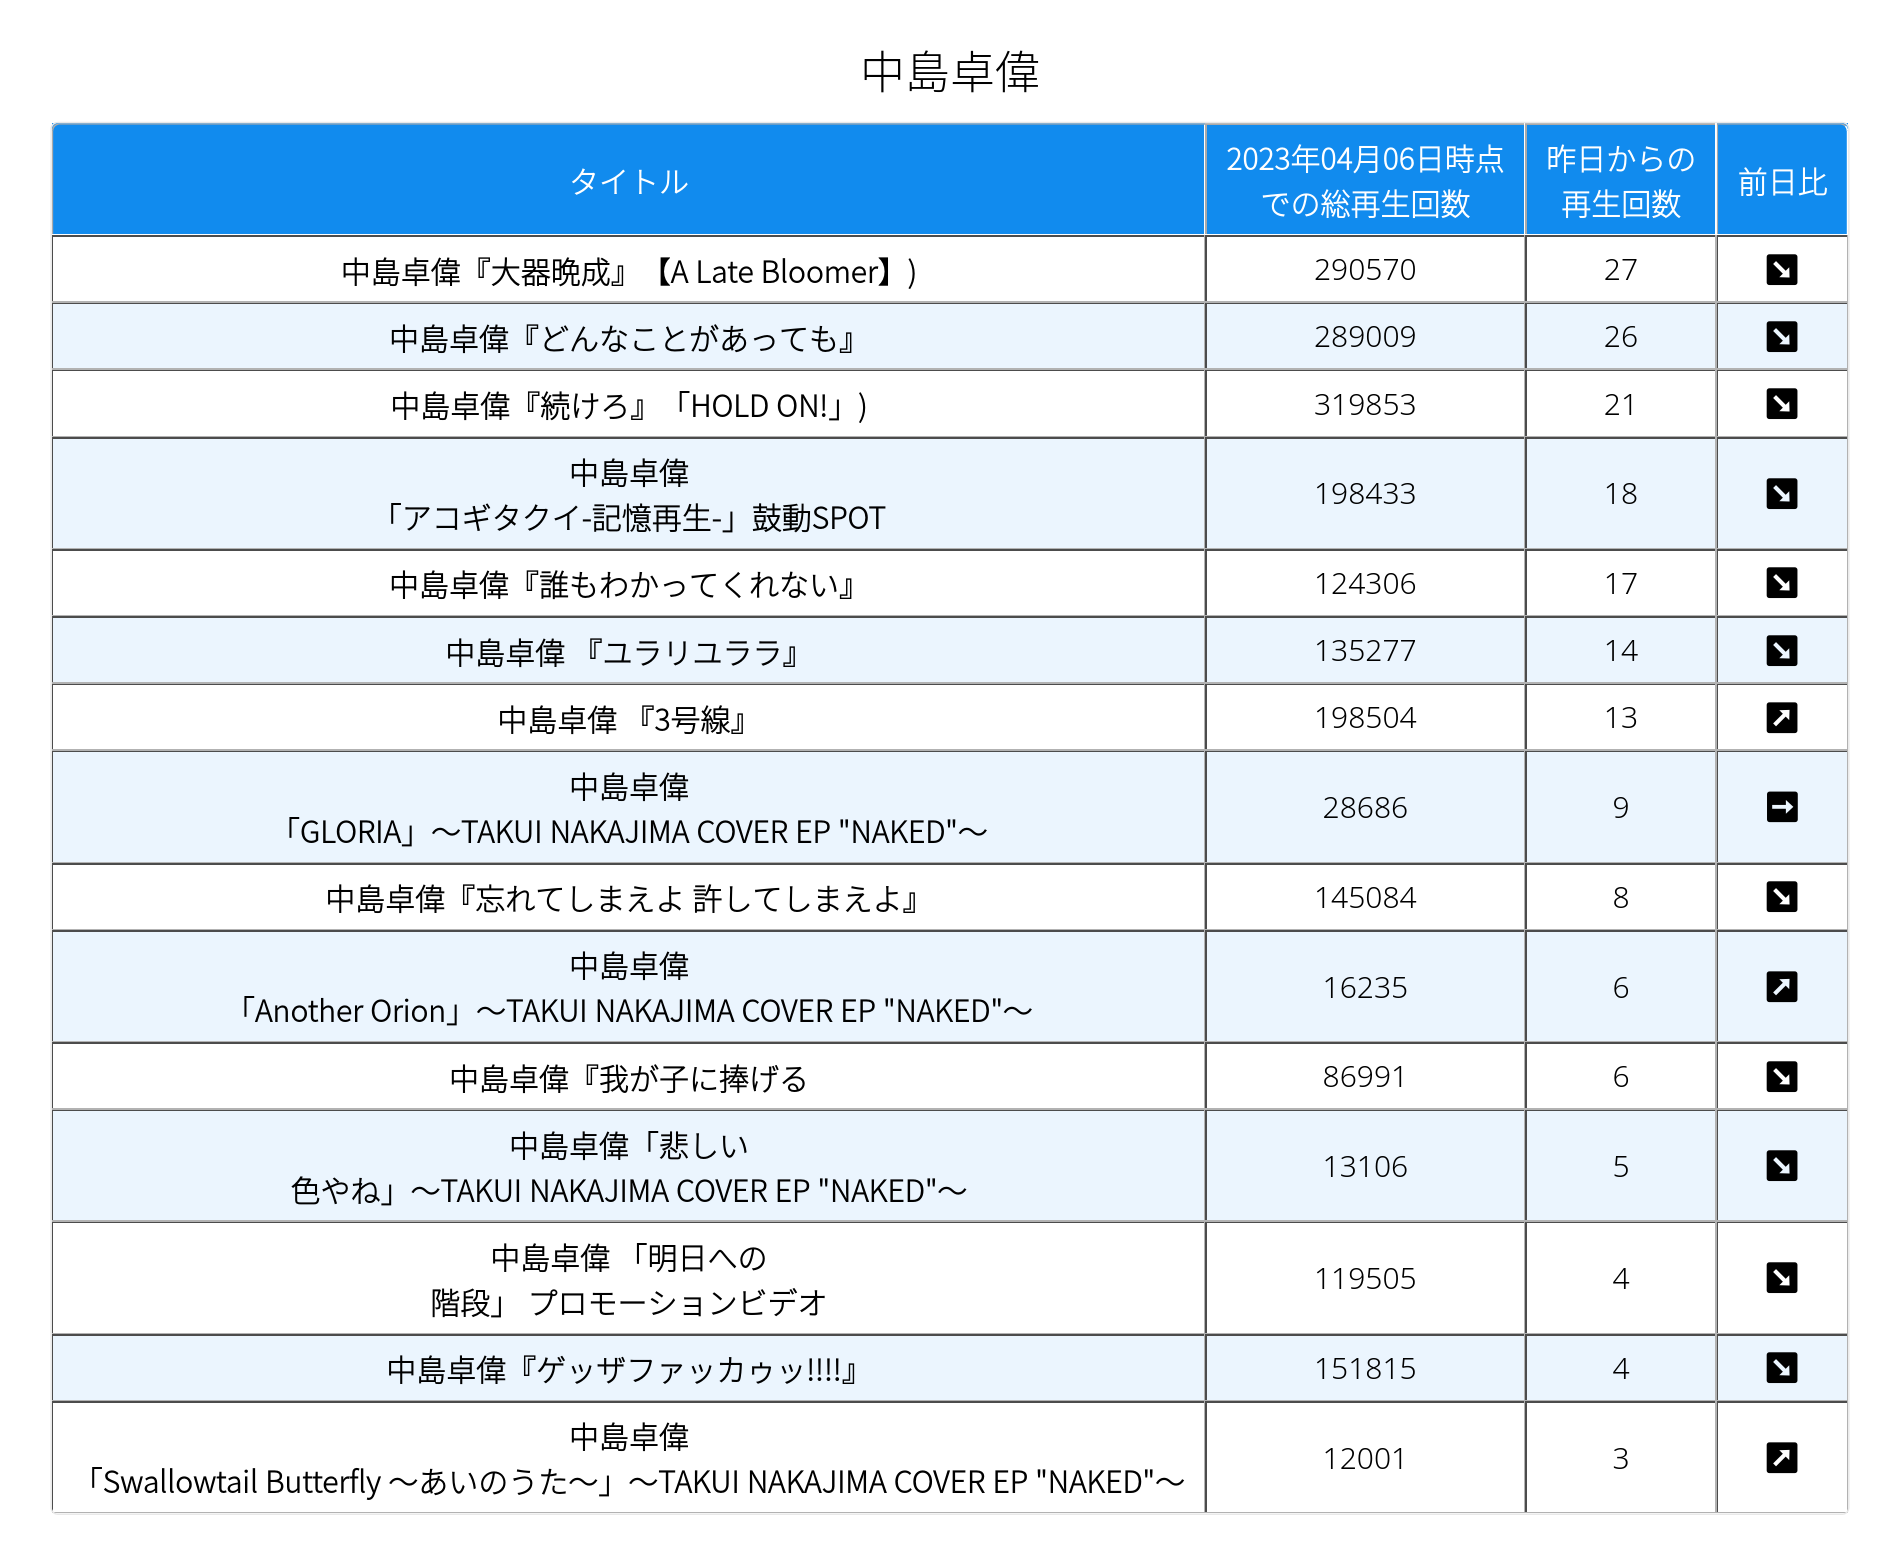 中島卓偉
タイトル
2023年04月06日時点
での総再生回数
昨日からの
再生回数
前日比
中島卓偉『大器晩成』【A Late Bloomer】)
290570
27
中島卓偉『どんなことがあっても』
289009
26
中島卓偉『続けろ』「HOLD ON!」)
319853
21
中島卓偉
「アコギタクイ-記憶再生-」鼓動SPOT
198433
18
中島卓偉『誰もわかってくれない』
124306
17
中島卓偉 『ユラリユララ』
135277
14
中島卓偉 『3号線』
198504
13
中島卓偉
「GLORIA」～TAKUI NAKAJIMA COVER EP "NAKED"～
28686
9
中島卓偉『忘れてしまえよ 許してしまえよ』
145084
8
中島卓偉
「Another Orion」～TAKUI NAKAJIMA COVER EP "NAKED"～
16235
6
中島卓偉『我が子に捧げる
86991
6
中島卓偉「悲しい
色やね」～TAKUI NAKAJIMA COVER EP "NAKED"～
13106
5
中島卓偉 「明日への
階段」 プロモーションビデオ
119505
4
中島卓偉『ゲッザファッカゥッ!!!!』
151815
4
中島卓偉
「Swallowtail Butterfly ～あいのうた～」～TAKUI NAKAJIMA COVER EP "NAKED"～
12001
3